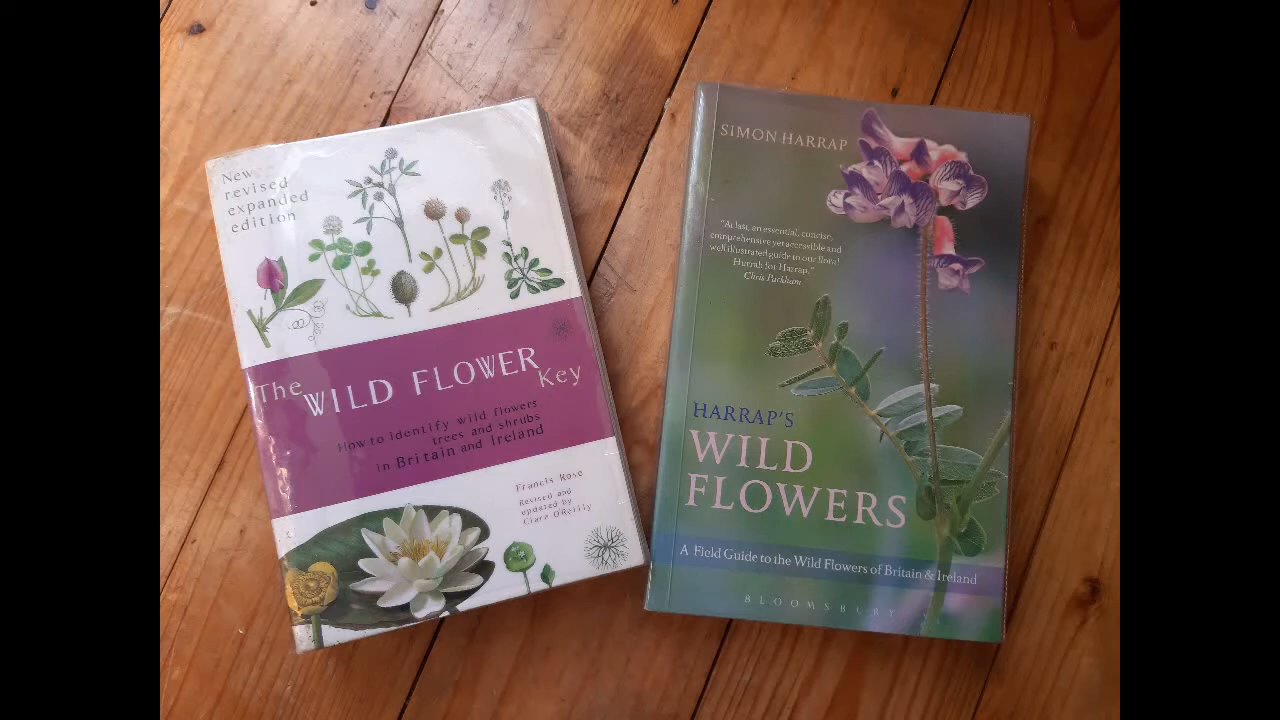 New
revised
expanded
edition
The WILD FLOWER Key
How to identify wild flowers
trees and shrubs
in Britain and Ireland
Francis Rose
Revised and
updated by
Clare O'Reilly
SIMON HARRAP
"At last, an essential, concise,
comprehensive yet accessible and
well illustrated guide to our flora!
Hurrah for Harrap."
Chris Packham
HARRAP'S
WILD
FLOWERS
A Field Guide to the Wild Flowers of Britain & Ireland
BLOOMSBURY